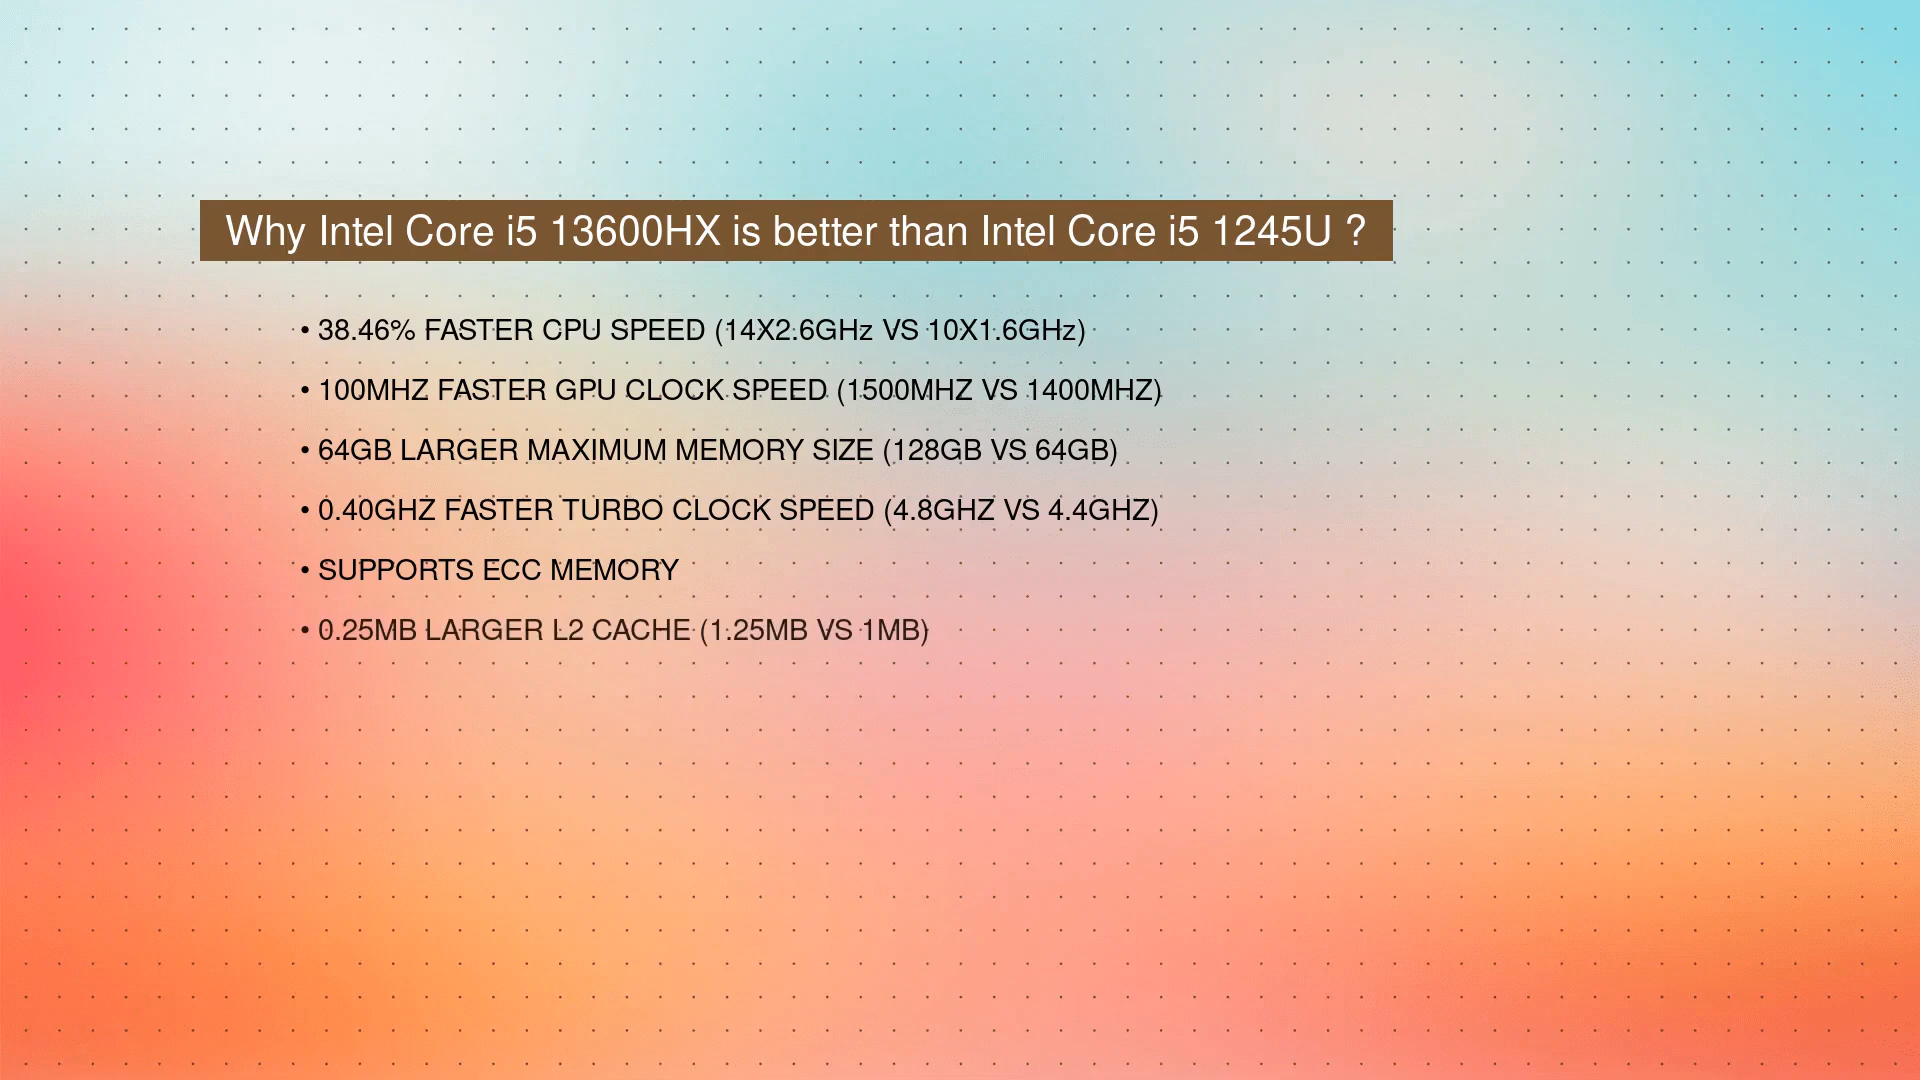 Why Intel Core i5 13600HX is better than Intel Core i5 1245U ?
• 38.46% FASTER CPU SPEED (14X2.6GHz VS 10X1.6GHz)
• 100MHZ FASTER GPU CLOCK SPEED (1500MHZ VS 1400MHZ)
• 64GB LARGER MAXIMUM MEMORY SIZE (128GB VS 64GB)
• 0.40GHZ FASTER TURBO CLOCK SPEED (4.8GHZ VS 4.4GHZ)
• SUPPORTS ECC MEMORY
• 0.25MB LARGER L2 CACHE (1.25MB VS 1MB)